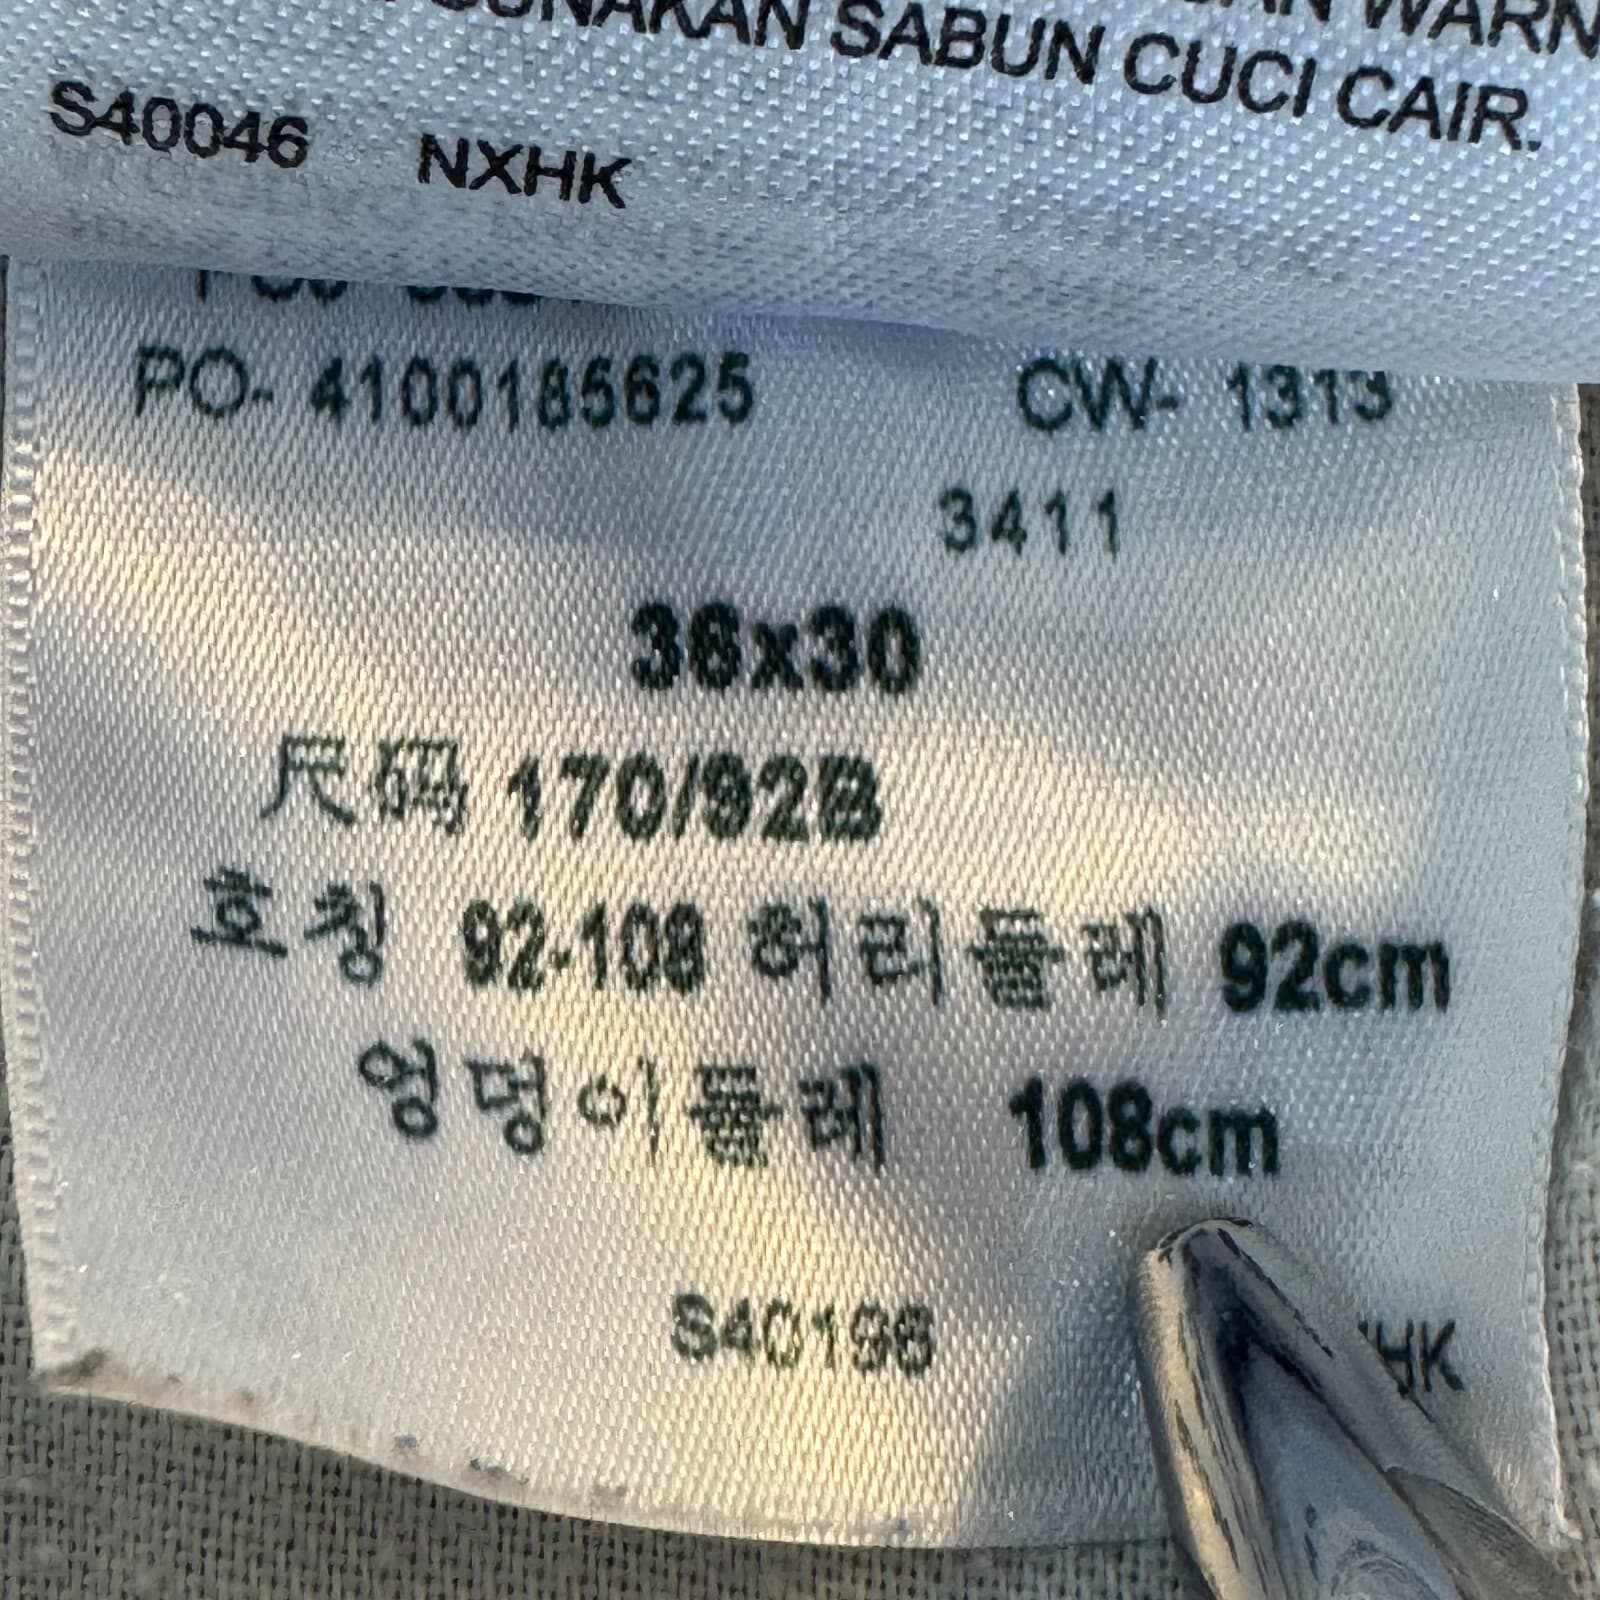 GUNAKAN SABUN CUCI CAIR.
S40046 NXHK
PO- 4100185625 CW- 1313
3411
36x30
尺码 170/92B
호칭 92-108 허리둘레 92cm
엉덩이둘레 108cm
S40196 HK